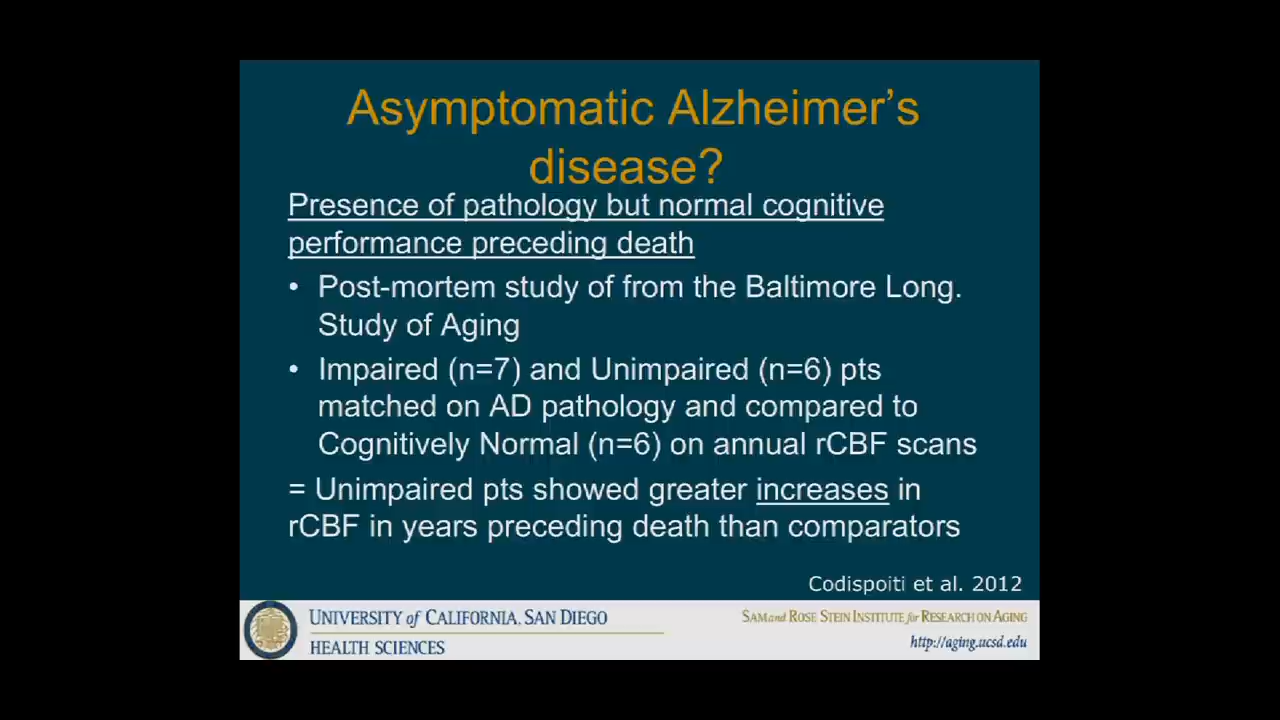 Asymptomatic Alzheimer's
disease?
Presence of pathology but normal cognitive
performance preceding death
• Post-mortem study of from the Baltimore Long.
Study of Aging
• Impaired (n=7) and Unimpaired (n=6) pts
matched on AD pathology and compared to
Cognitively Normal (n=6) on annual rCBF scans
= Unimpaired pts showed greater increases in
rCBF in years preceding death than comparators
Codispoiti et al. 2012
UNIVERSITY of CALIFORNIA, SAN DIEGO
HEALTH SCIENCES
SAM and ROSE STEIN INSTITUTE for RESEARCH ON AGING
http://aging.ucsd.edu